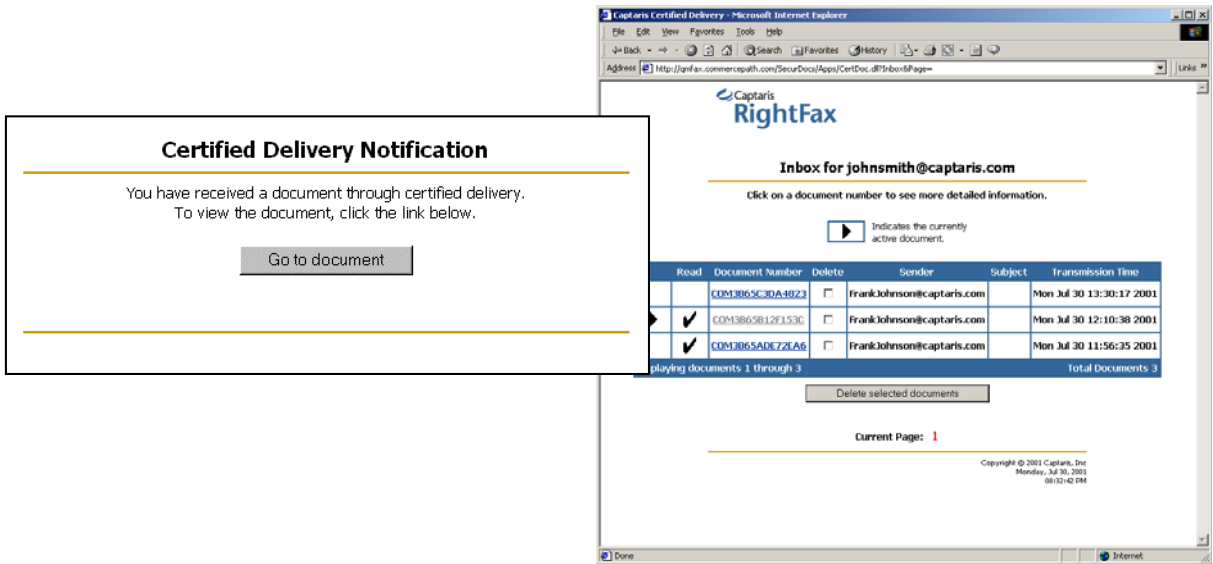 Certified Delivery Notification
You have received a document through certified delivery.
To view the document, click the link below.
Go to document
Captaris Certified Delivery - Microsoft Internet Explorer
File Edit View Favorites Tools Help
Back Search Favorites History
Address http://qmfax.commercepath.com/SecurDocs/Apps/CertDoc.dll?Inbox&Page= Links »
Captaris
RightFax
Inbox for johnsmith@captaris.com
Click on a document number to see more detailed information.
Indicates the currently
active document.
Read Document Number Delete Sender Subject Transmission Time
COM3B65C3DA4823 FrankJohnson@captaris.com Mon Jul 30 13:30:17 2001
COM3B65B12F153C FrankJohnson@captaris.com Mon Jul 30 12:10:38 2001
COM3B65ADE72EA6 FrankJohnson@captaris.com Mon Jul 30 11:56:35 2001
playing documents 1 through 3 Total Documents 3
Delete selected documents
Current Page: 1
Copyright © 2001 Captaris, Inc
Monday, Jul 30, 2001
08:32:42 PM
Done Internet